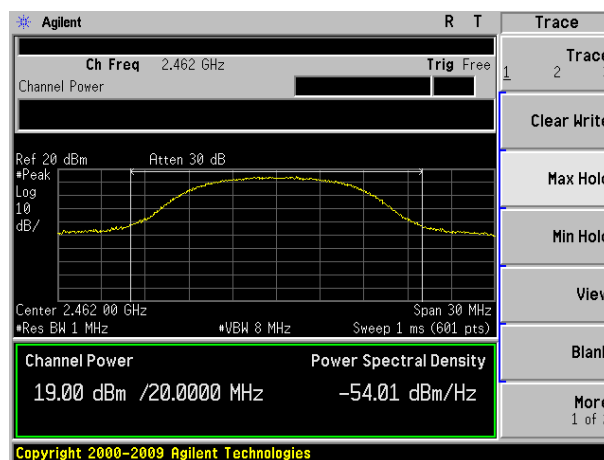 Agilent R T Trace
Ch Freq 2.462 GHz Trig Free
Channel Power
Trace
1 2
Clear Write
Max Hold
Min Hold
View
Blank
More
1 of
Ref 20 dBm Atten 30 dB
#Peak
Log
10
dB/
Center 2.462 00 GHz Span 30 MHz
#Res BW 1 MHz #VBW 8 MHz Sweep 1 ms (601 pts)
Channel Power Power Spectral Density
19.00 dBm /20.0000 MHz -54.01 dBm/Hz
Copyright 2000-2009 Agilent Technologies